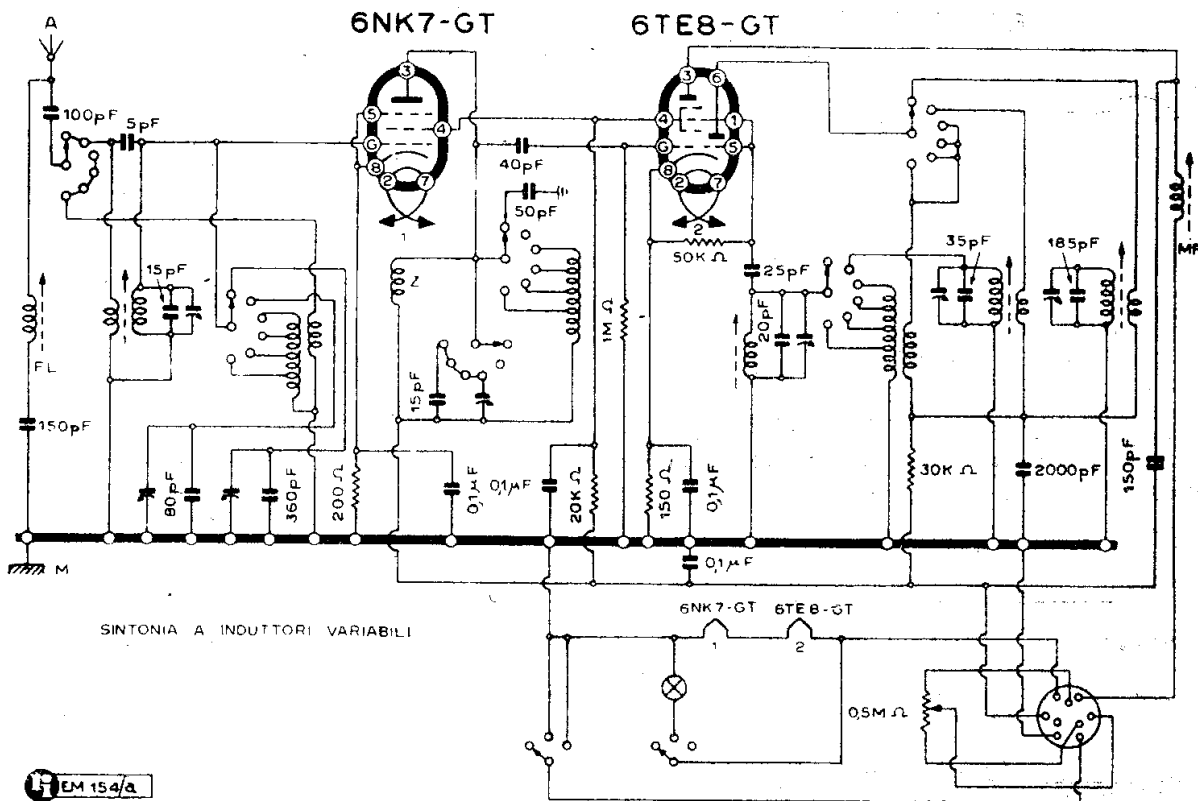 6NK7-GT
6TE8-GT
A
100pF
5pF
3
5
4
G
8
2
7
1
40pF
50pF
3
6
4
1
G
5
8
2
7
2
50K Ω
25pF
35pF
185pF
MF
15pF
Z
1M Ω
20pF
FL
15pF
150pF
80pF
360pF
200 Ω
0,1μF
0,1μF
20K Ω
150 Ω
0,1μF
30K Ω
2000pF
150pF
M
0,1μF
SINTONIA A INDUTTORI VARIABILI
6NK7-GT
6TE8-GT
1
2
0,5M Ω
EM 154/a